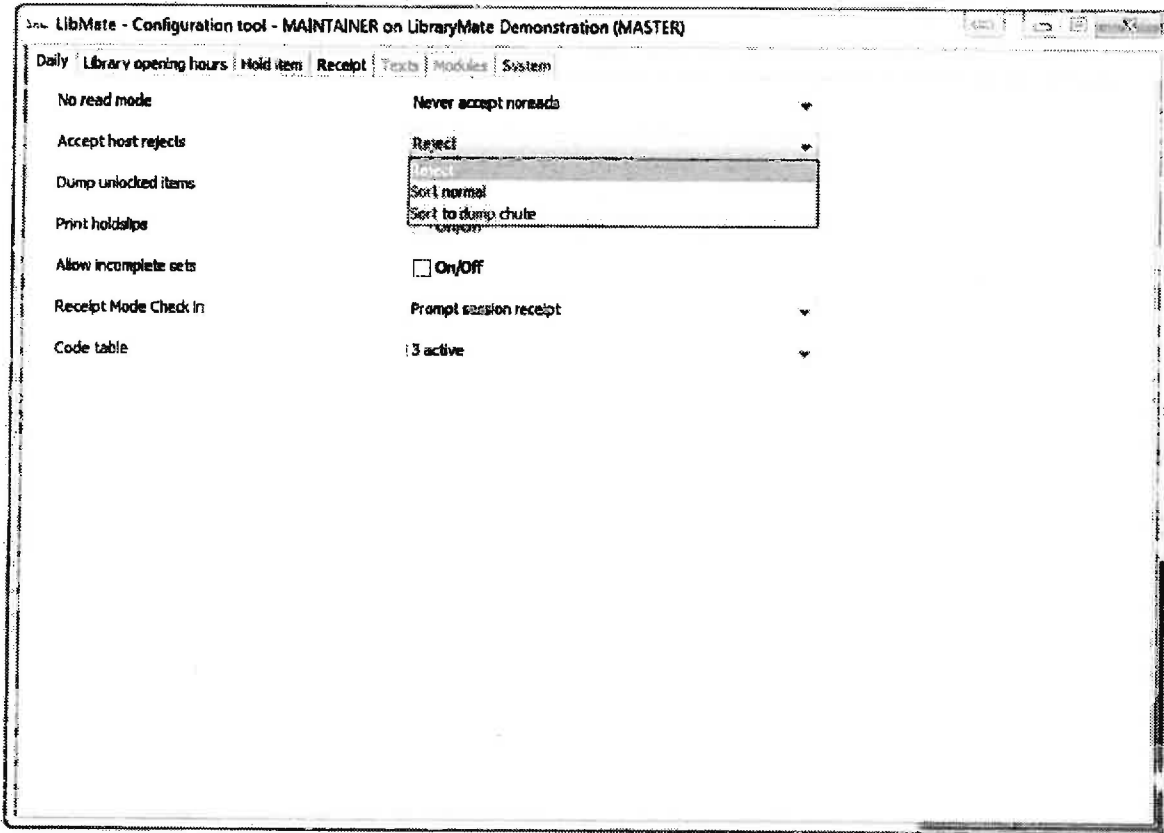 LibMate - Configuration tool - MAINTAINER on LibraryMate Demonstration (MASTER)
Daily Library opening hours Hold item Receipt Texts Modules System
No read mode Never accept noreads
Accept host rejects Reject
Reject
Dump unlocked items Sort normal
Sort to dump chute
Print holdslips On/Off
Allow incomplete sets On/Off
Receipt Mode Check In Prompt session receipt
Code table 3 active